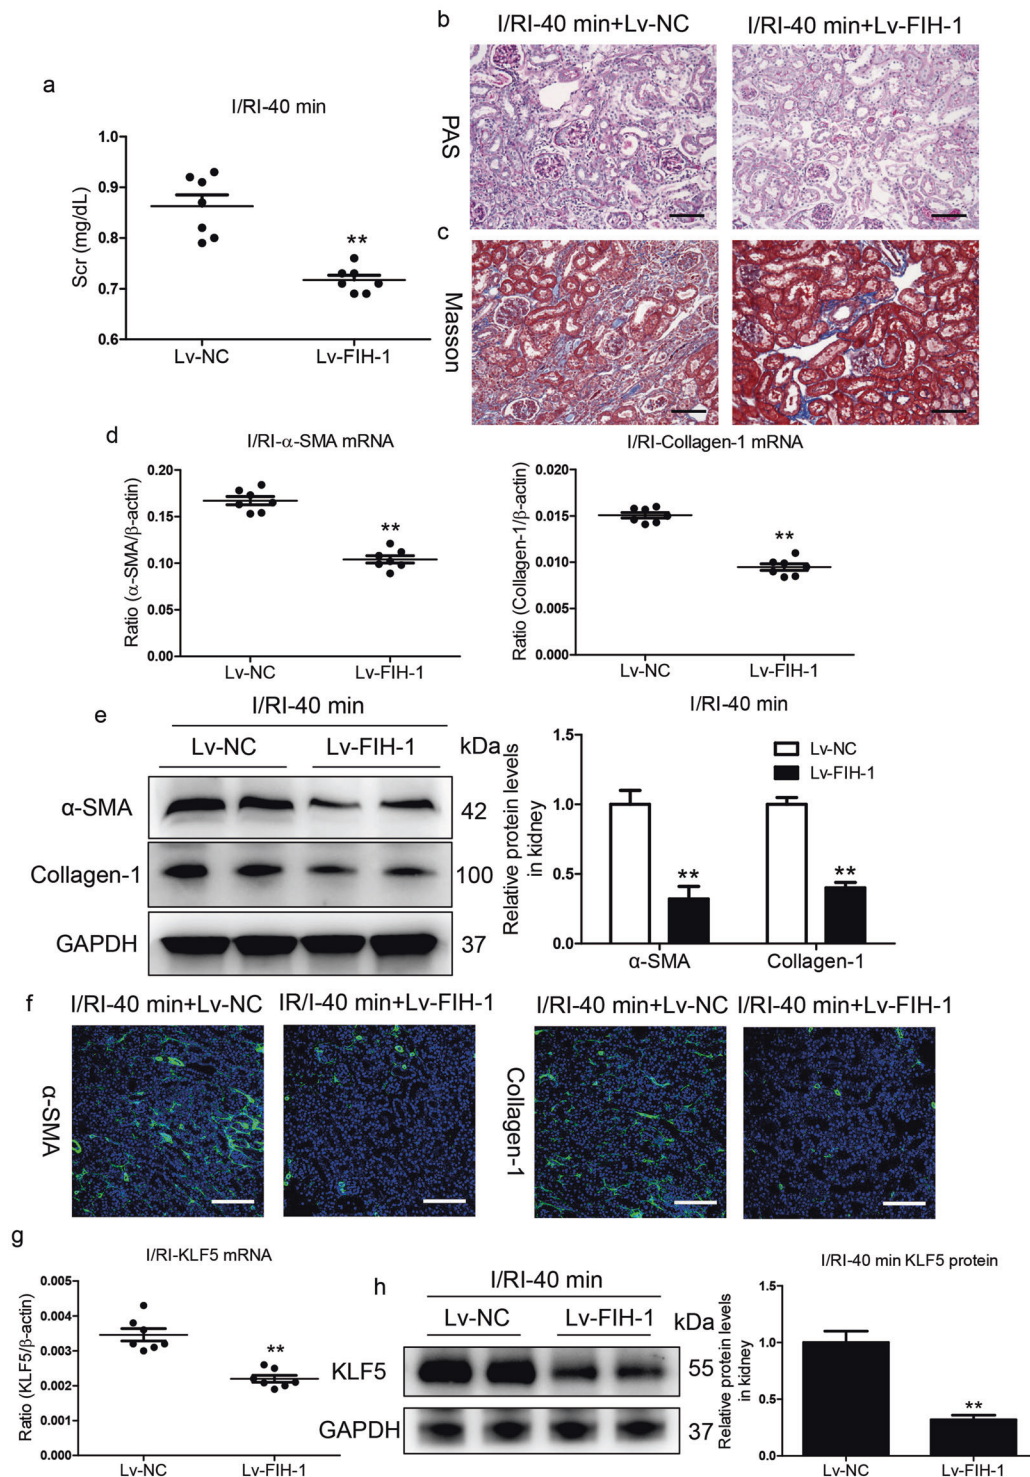 a
I/RI-40 min
1.0
0.9
0.8
0.7
0.6
Scr (mg/dL)
**
Lv-NC
Lv-FIH-1
b
I/RI-40 min+Lv-NC
I/RI-40 min+Lv-FIH-1
PAS
c
Masson
d
I/RI-α-SMA mRNA
0.20
0.15
0.10
0.05
0.00
Ratio (α-SMA/β-actin)
**
Lv-NC
Lv-FIH-1
I/RI-Collagen-1 mRNA
0.020
0.015
0.010
0.005
0.000
Ratio (Collagen-1/β-actin)
**
Lv-NC
Lv-FIH-1
e
I/RI-40 min
Lv-NC
Lv-FIH-1
kDa
α-SMA
42
Collagen-1
100
GAPDH
37
I/RI-40 min
Lv-NC
Lv-FIH-1
1.5
1.0
0.5
0.0
Relative protein levels
in kidney
**
**
α-SMA
Collagen-1
f
I/RI-40 min+Lv-NC
IR/I-40 min+Lv-FIH-1
α-SMA
I/RI-40 min+Lv-NC
I/RI-40 min+Lv-FIH-1
Collagen-1
g
I/RI-KLF5 mRNA
0.005
0.004
0.003
0.002
0.001
0.000
Ratio (KLF5/β-actin)
**
Lv-NC
Lv-FIH-1
h
I/RI-40 min
Lv-NC
Lv-FIH-1
kDa
KLF5
55
GAPDH
37
I/RI-40 min KLF5 protein
1.5
1.0
0.5
0.0
Relative protein levels
in kidney
**
Lv-NC
Lv-FIH-1